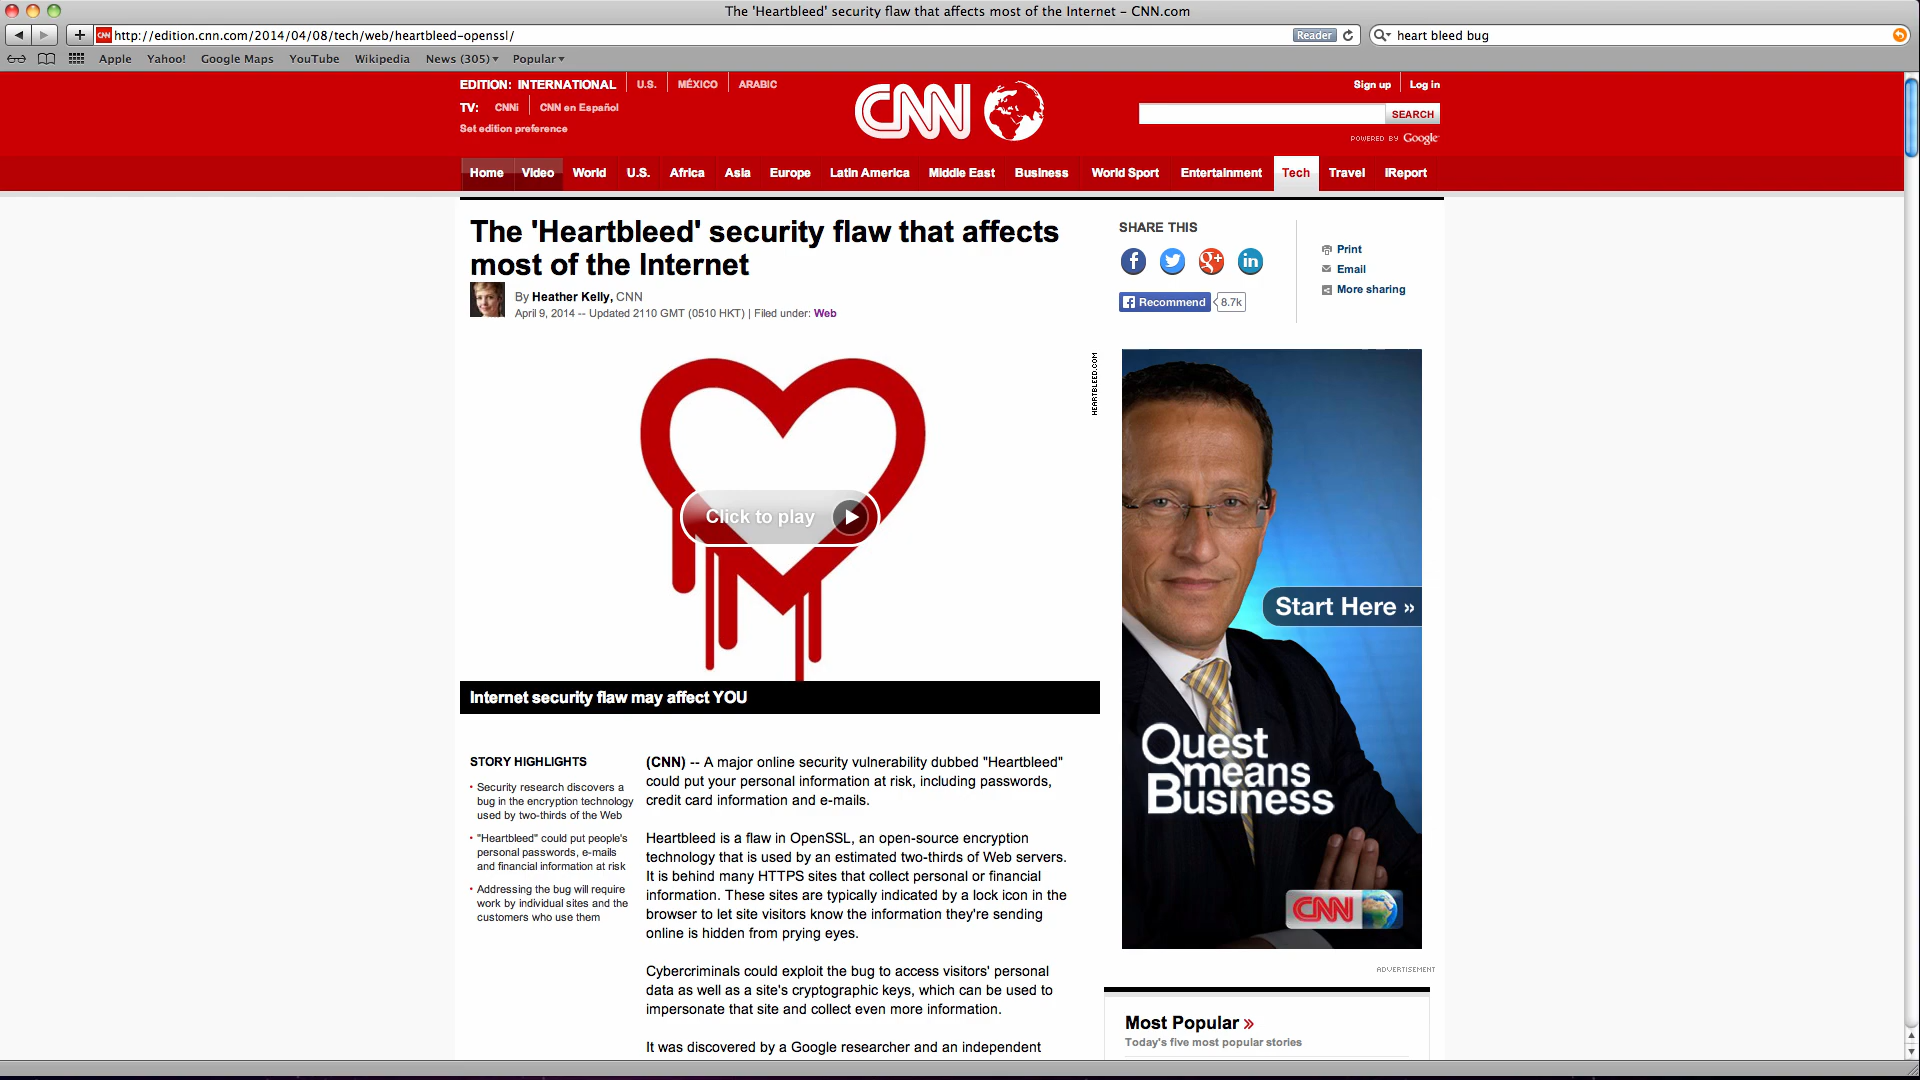 The 'Heartbleed' security flaw that affects most of the Internet – CNN.com
http://edition.cnn.com/2014/04/08/tech/web/heartbleed-openssl/
Reader
heart bleed bug
Apple Yahoo! Google Maps YouTube Wikipedia News (305) Popular
EDITION: INTERNATIONAL U.S. MÉXICO ARABIC
TV: CNNi CNN en Español
Set edition preference
CNN
Sign up Log in
SEARCH
POWERED BY Google
Home Video World U.S. Africa Asia Europe Latin America Middle East Business World Sport Entertainment Tech Travel iReport
The 'Heartbleed' security flaw that affects
most of the Internet
By Heather Kelly, CNN
April 9, 2014 -- Updated 2110 GMT (0510 HKT) | Filed under: Web
SHARE THIS
Recommend 8.7k
Print
Email
More sharing
HEARTBLEED.COM
Click to play
Internet security flaw may affect YOU
STORY HIGHLIGHTS
Security research discovers a
bug in the encryption technology
used by two-thirds of the Web
"Heartbleed" could put people's
personal passwords, e-mails
and financial information at risk
Addressing the bug will require
work by individual sites and the
customers who use them
(CNN) -- A major online security vulnerability dubbed "Heartbleed"
could put your personal information at risk, including passwords,
credit card information and e-mails.
Heartbleed is a flaw in OpenSSL, an open-source encryption
technology that is used by an estimated two-thirds of Web servers.
It is behind many HTTPS sites that collect personal or financial
information. These sites are typically indicated by a lock icon in the
browser to let site visitors know the information they're sending
online is hidden from prying eyes.
Cybercriminals could exploit the bug to access visitors' personal
data as well as a site's cryptographic keys, which can be used to
impersonate that site and collect even more information.
It was discovered by a Google researcher and an independent
Start Here »
Quest
means
Business
CNN
ADVERTISEMENT
Most Popular »
Today's five most popular stories